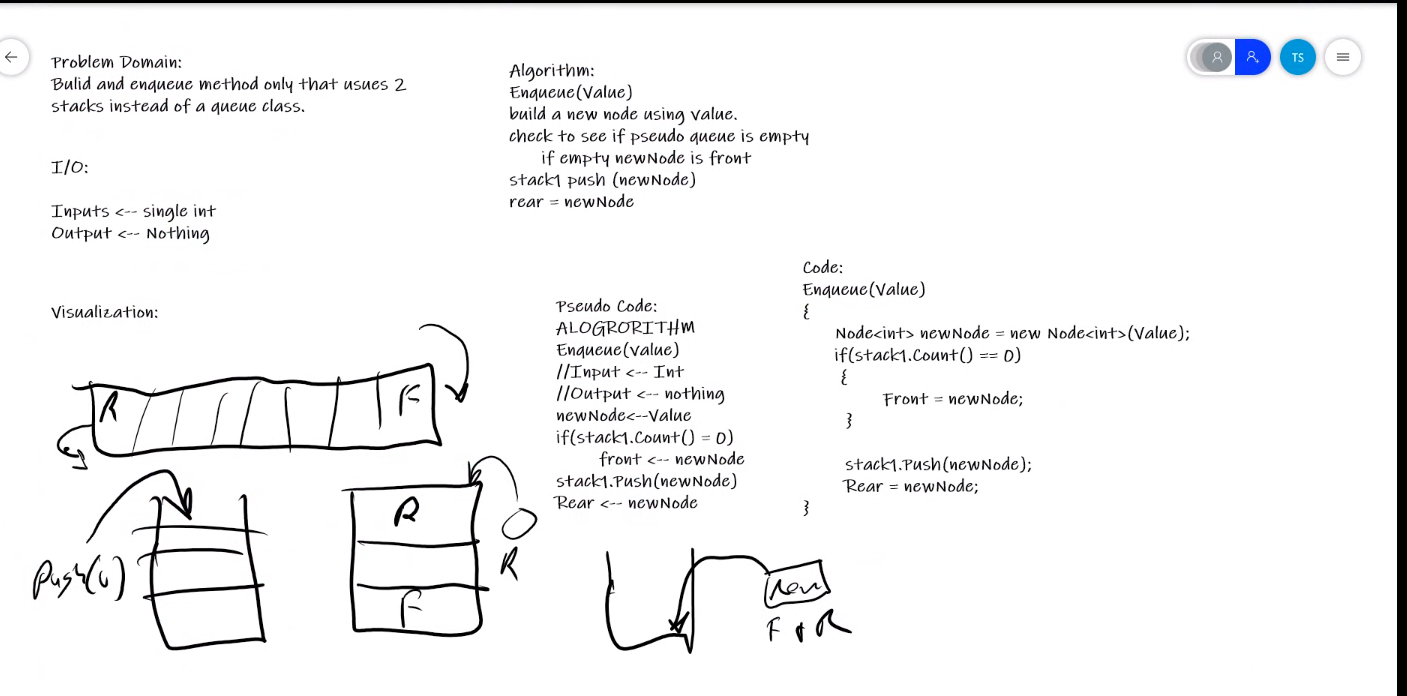 Problem Domain:
Bulid and enqueue method only that usues 2
stacks instead of a queue class.
I/O:
Inputs <-- single int
Output <-- Nothing
Visualization:
R F
Push(v)
R
F
R
Algorithm:
Enqueue(Value)
build a new node using value.
check to see if pseudo queue is empty
if empty newNode is front
stack1 push (newNode)
rear = newNode
Pseudo Code:
ALOGRORITHM
Enqueue(value)
//Input <-- Int
//Output <-- nothing
newNode<--Value
if(stack1.Count() = 0)
front <-- newNode
stack1.Push(newNode)
Rear <-- newNode
new
F + R
Code:
Enqueue(Value)
{
Node<int> newNode = new Node<int>(Value);
if(stack1.Count() == 0)
{
Front = newNode;
}
stack1.Push(newNode);
Rear = newNode;
}
TS